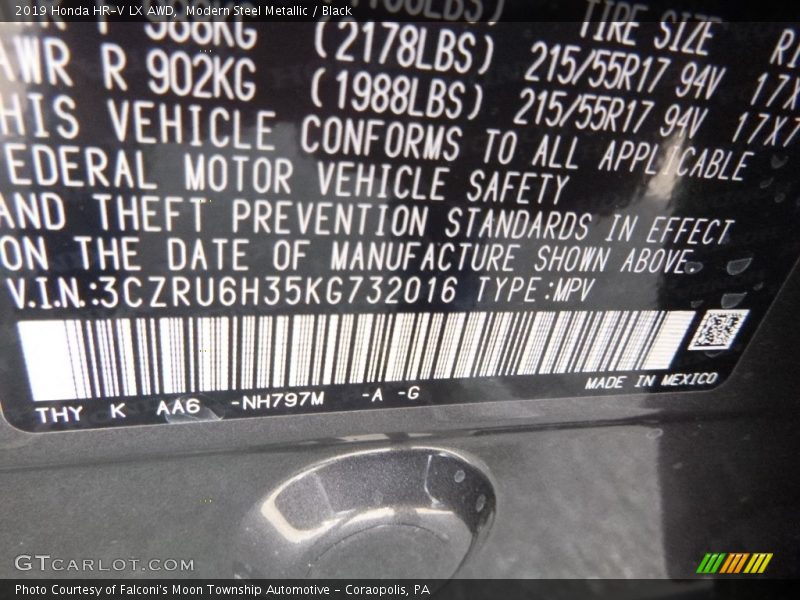 2019 Honda HR-V LX AWD, Modern Steel Metallic / Black
(2178LBS) TIRE SIZE
AWR R 902KG (1988LBS) 215/55R17 94V 17X
215/55R17 94V 17X7
THIS VEHICLE CONFORMS TO ALL APPLICABLE
FEDERAL MOTOR VEHICLE SAFETY
AND THEFT PREVENTION STANDARDS IN EFFECT
ON THE DATE OF MANUFACTURE SHOWN ABOVE.
V.I.N.:3CZRU6H35KG732016 TYPE:MPV
THY K AA6 -NH797M -A -G MADE IN MEXICO
GTCARLOT.COM
Photo Courtesy of Falconi's Moon Township Automotive - Coraopolis, PA